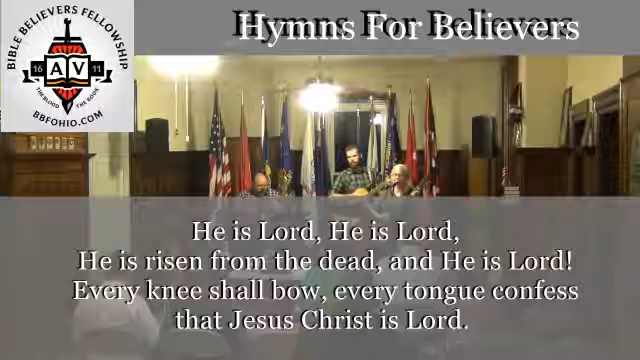 Hymns For Believers
BIBLE BELIEVERS FELLOWSHIP
16 AV 11
THE BLOOD THE BOOK
BBFOHIO.COM
He is Lord, He is Lord,
He is risen from the dead, and He is Lord!
Every knee shall bow, every tongue confess
that Jesus Christ is Lord.